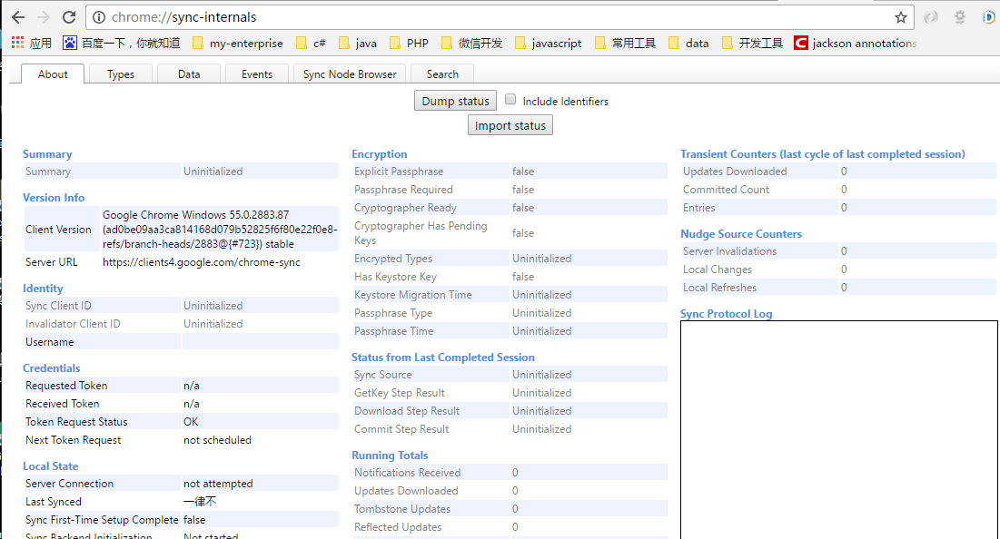 chrome://sync-internals
应用 百度一下，你就知道 my-enterprise c# java PHP 微信开发 javascript 常用工具 data 开发工具 jackson annotations
About Types Data Events Sync Node Browser Search
Dump status Include Identifiers
Import status
Summary
Summary Uninitialized
Version Info
Client Version Google Chrome Windows 55.0.2883.87
(ad0be09aa3ca814168d079b52825f6f80e22f0e8-
refs/branch-heads/2883@{#723}) stable
Server URL https://clients4.google.com/chrome-sync
Identity
Sync Client ID Uninitialized
Invalidator Client ID Uninitialized
Username
Credentials
Requested Token n/a
Received Token n/a
Token Request Status OK
Next Token Request not scheduled
Local State
Server Connection not attempted
Last Synced 一律不
Sync First-Time Setup Complete false
Sync Backend Initialization Not started
Encryption
Explicit Passphrase false
Passphrase Required false
Cryptographer Ready false
Cryptographer Has Pending
Keys false
Encrypted Types Uninitialized
Has Keystore Key false
Keystore Migration Time Uninitialized
Passphrase Type Uninitialized
Passphrase Time Uninitialized
Status from Last Completed Session
Sync Source Uninitialized
GetKey Step Result Uninitialized
Download Step Result Uninitialized
Commit Step Result Uninitialized
Running Totals
Notifications Received 0
Updates Downloaded 0
Tombstone Updates 0
Reflected Updates 0
Transient Counters (last cycle of last completed session)
Updates Downloaded 0
Committed Count 0
Entries 0
Nudge Source Counters
Server Invalidations 0
Local Changes 0
Local Refreshes 0
Sync Protocol Log